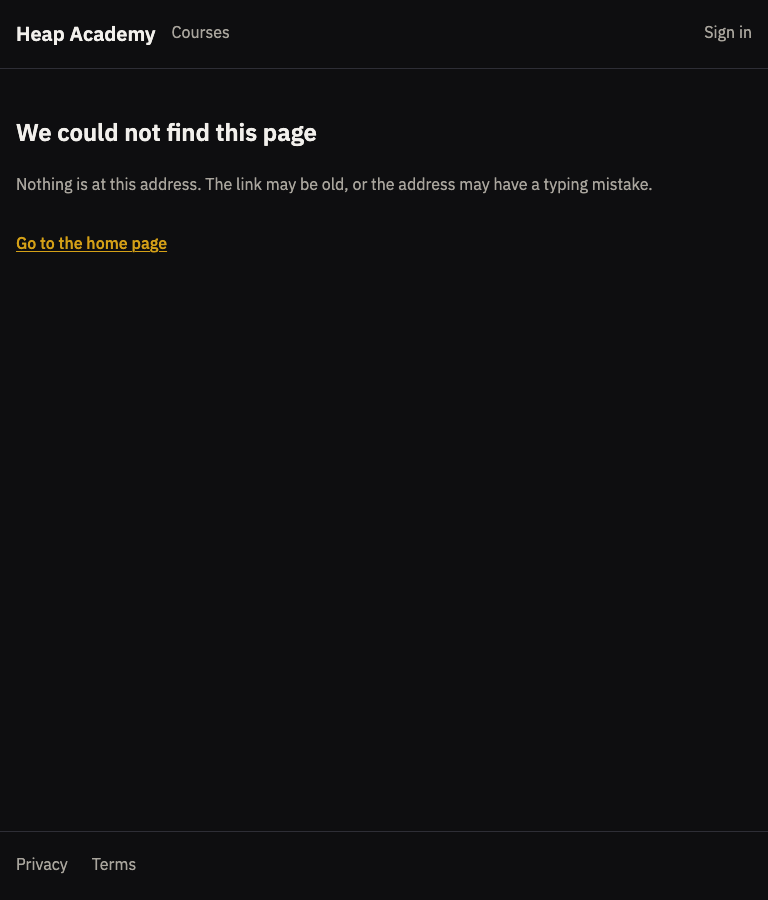 Heap Academy Courses Sign in
We could not find this page
Nothing is at this address. The link may be old, or the address may have a typing mistake.
Go to the home page
Privacy Terms